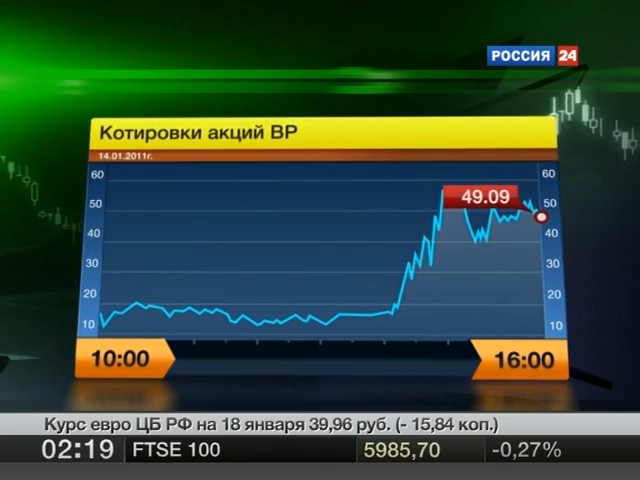 РОССИЯ 24
Котировки акций BP
14.01.2011г.
60 60
50 50
49.09
40 40
30 30
20 20
10 10
10:00 16:00
Курс евро ЦБ РФ на 18 января 39,96 руб. (- 15,84 коп.)
02:19 FTSE 100 5985,70 -0,27%